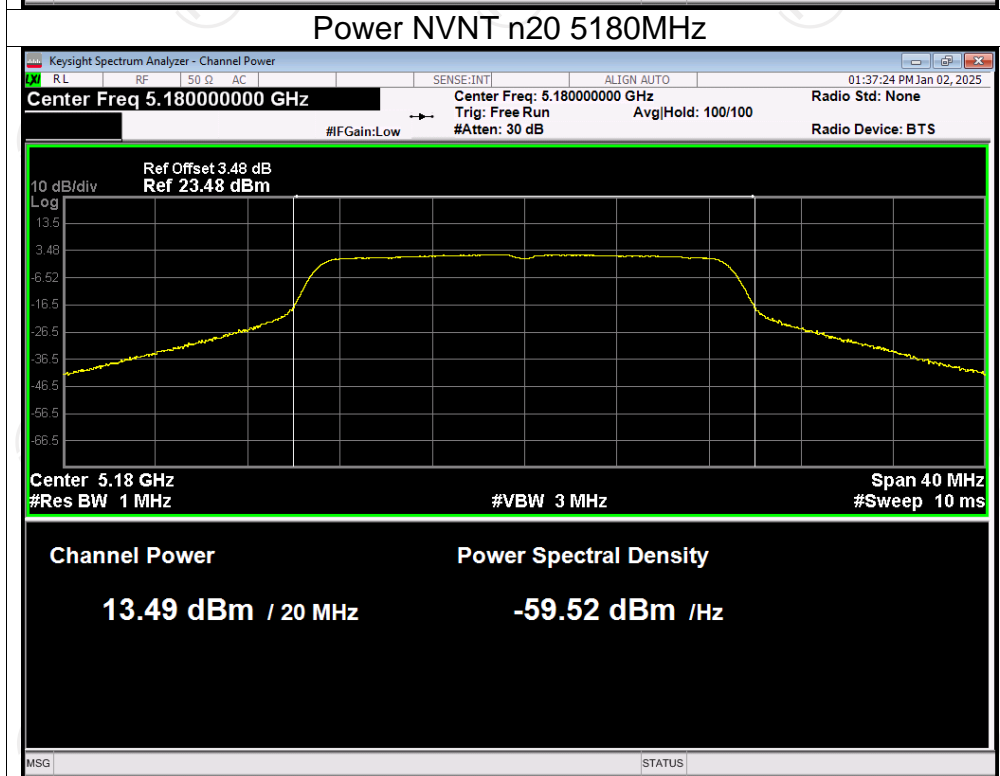 Power NVNT n20 5180MHz
Keysight Spectrum Analyzer - Channel Power
LXI RL RF 50 Ω AC SENSE:INT ALIGN AUTO 01:37:24 PM Jan 02, 2025
Center Freq 5.180000000 GHz Center Freq: 5.180000000 GHz Radio Std: None
Trig: Free Run Avg|Hold: 100/100
#IFGain:Low #Atten: 30 dB Radio Device: BTS
Ref Offset 3.48 dB
10 dB/div Ref 23.48 dBm
Log
13.5
3.48
-6.52
-16.5
-26.5
-36.5
-46.5
-56.5
-66.5
Center 5.18 GHz Span 40 MHz
#Res BW 1 MHz #VBW 3 MHz #Sweep 10 ms
Channel Power Power Spectral Density
13.49 dBm / 20 MHz -59.52 dBm /Hz
MSG STATUS